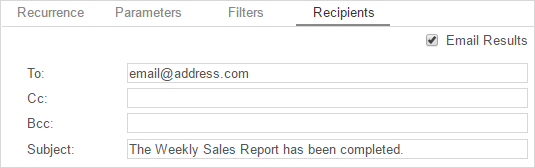 Recurrence Parameters Filters Recipients
Email Results
To: email@address.com
Cc:
Bcc:
Subject: The Weekly Sales Report has been completed.